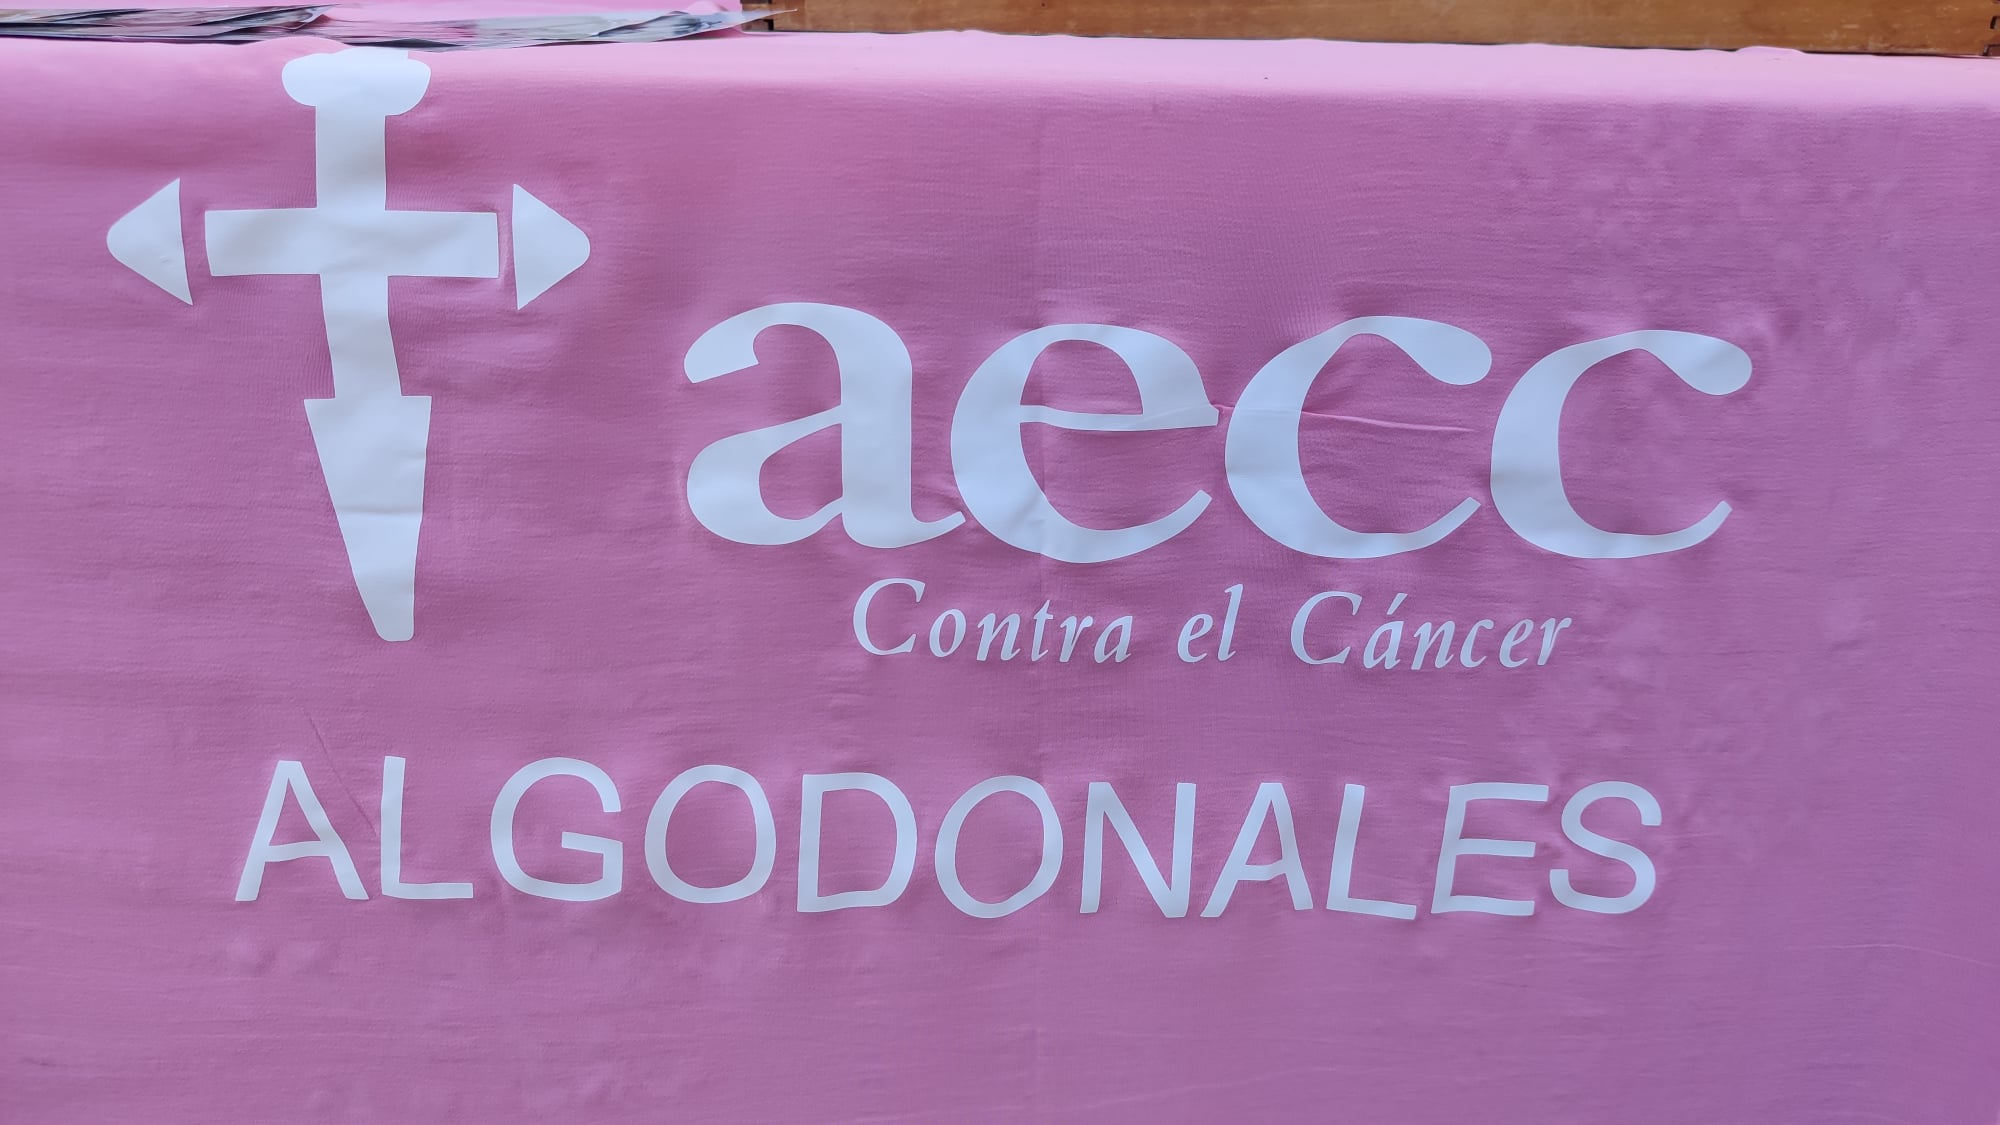 aecc
Contra el Cáncer
ALGODONALES